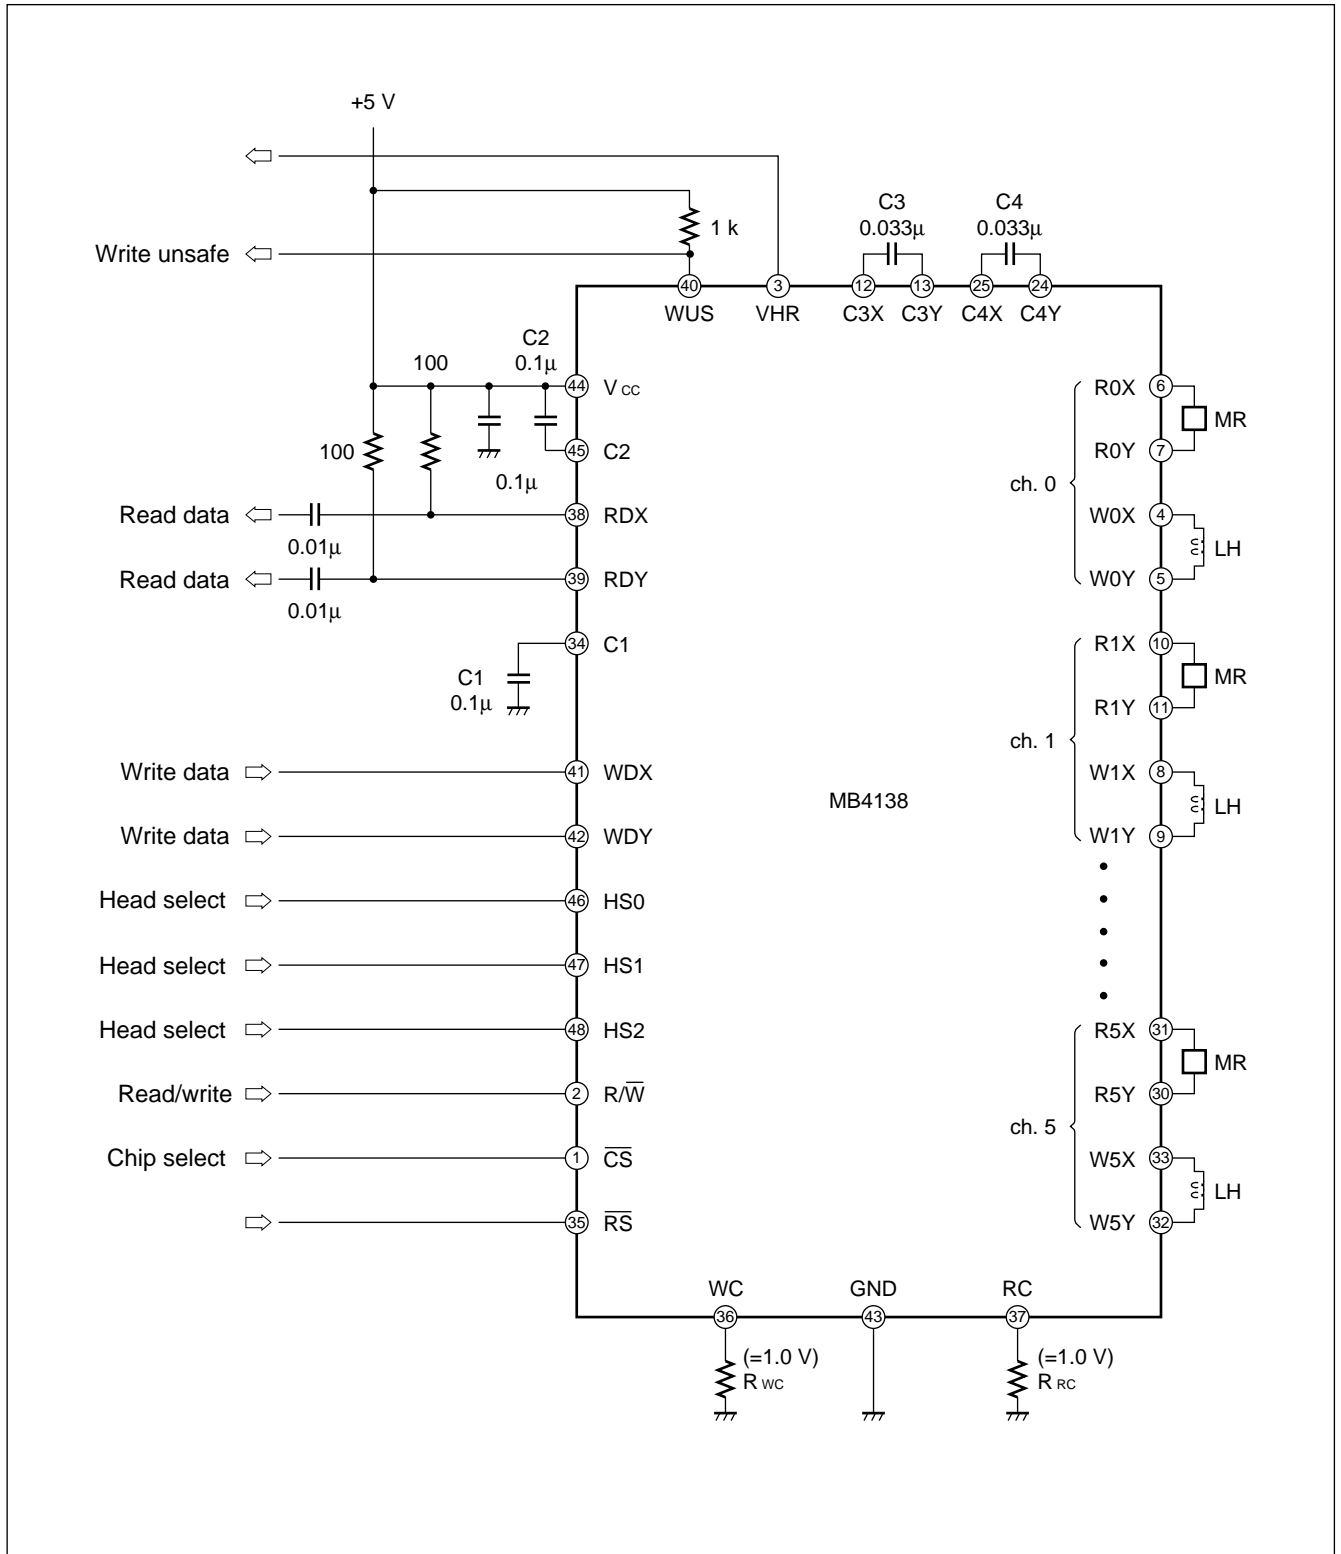 +5 V
C3
C4
1 k
0.033µ
0.033µ
Write unsafe
40
3
12
13
25
24
WUS
VHR
C3X
C3Y
C4X
C4Y
C2
100
0.1µ
44
V CC
R0X
6
MR
100
45
C2
R0Y
7
0.1µ
ch. 0
Read data
38
RDX
W0X
4
0.01µ
LH
Read data
39
RDY
W0Y
5
0.01µ
34
C1
R1X
10
C1
MR
0.1µ
R1Y
11
ch. 1
Write data
41
WDX
W1X
8
MB4138
LH
Write data
42
WDY
W1Y
9
Head select
46
HS0
Head select
47
HS1
Head select
48
HS2
R5X
31
MR
Read/write
2
R/W̅
R5Y
30
ch. 5
Chip select
1
C̅S̅
W5X
33
LH
35
R̅S̅
W5Y
32
WC
GND
RC
36
43
37
(=1.0 V)
(=1.0 V)
R WC
R RC